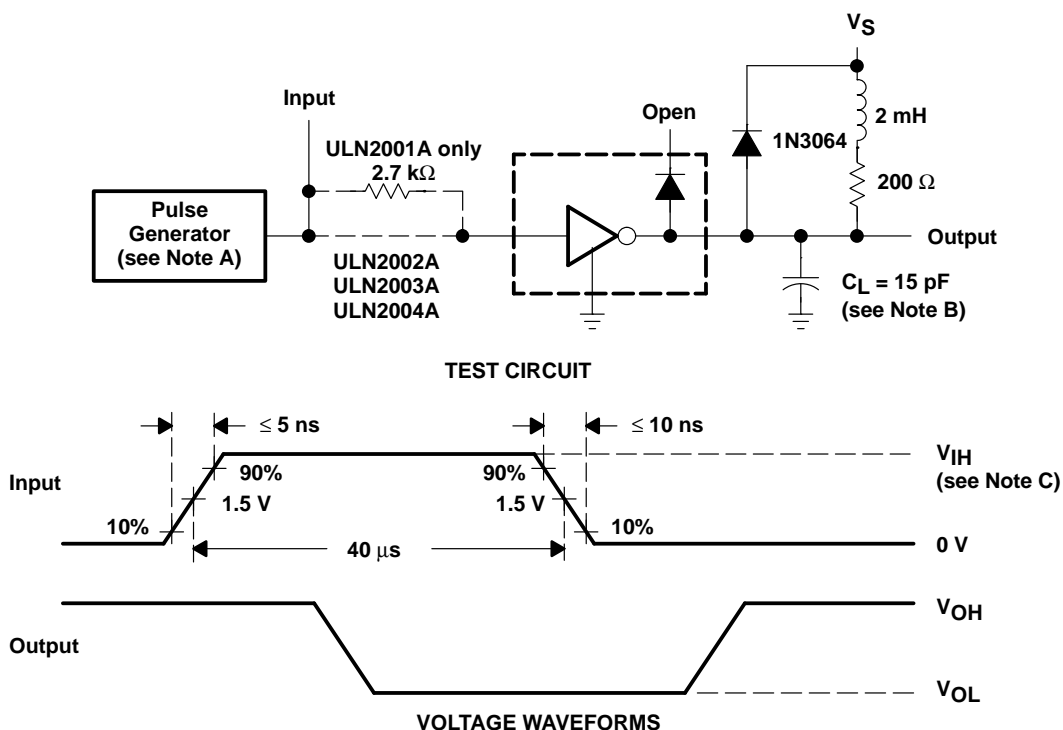 VS
Input
Open
2 mH
ULN2001A only
1N3064
2.7 kΩ
200 Ω
Pulse
Generator
(see Note A)
Output
ULN2002A
ULN2003A
ULN2004A
CL = 15 pF
(see Note B)
TEST CIRCUIT
≤ 5 ns
≤ 10 ns
Input
90%
90%
VIH
(see Note C)
1.5 V
1.5 V
10%
10%
40 μs
0 V
Output
VOH
VOL
VOLTAGE WAVEFORMS